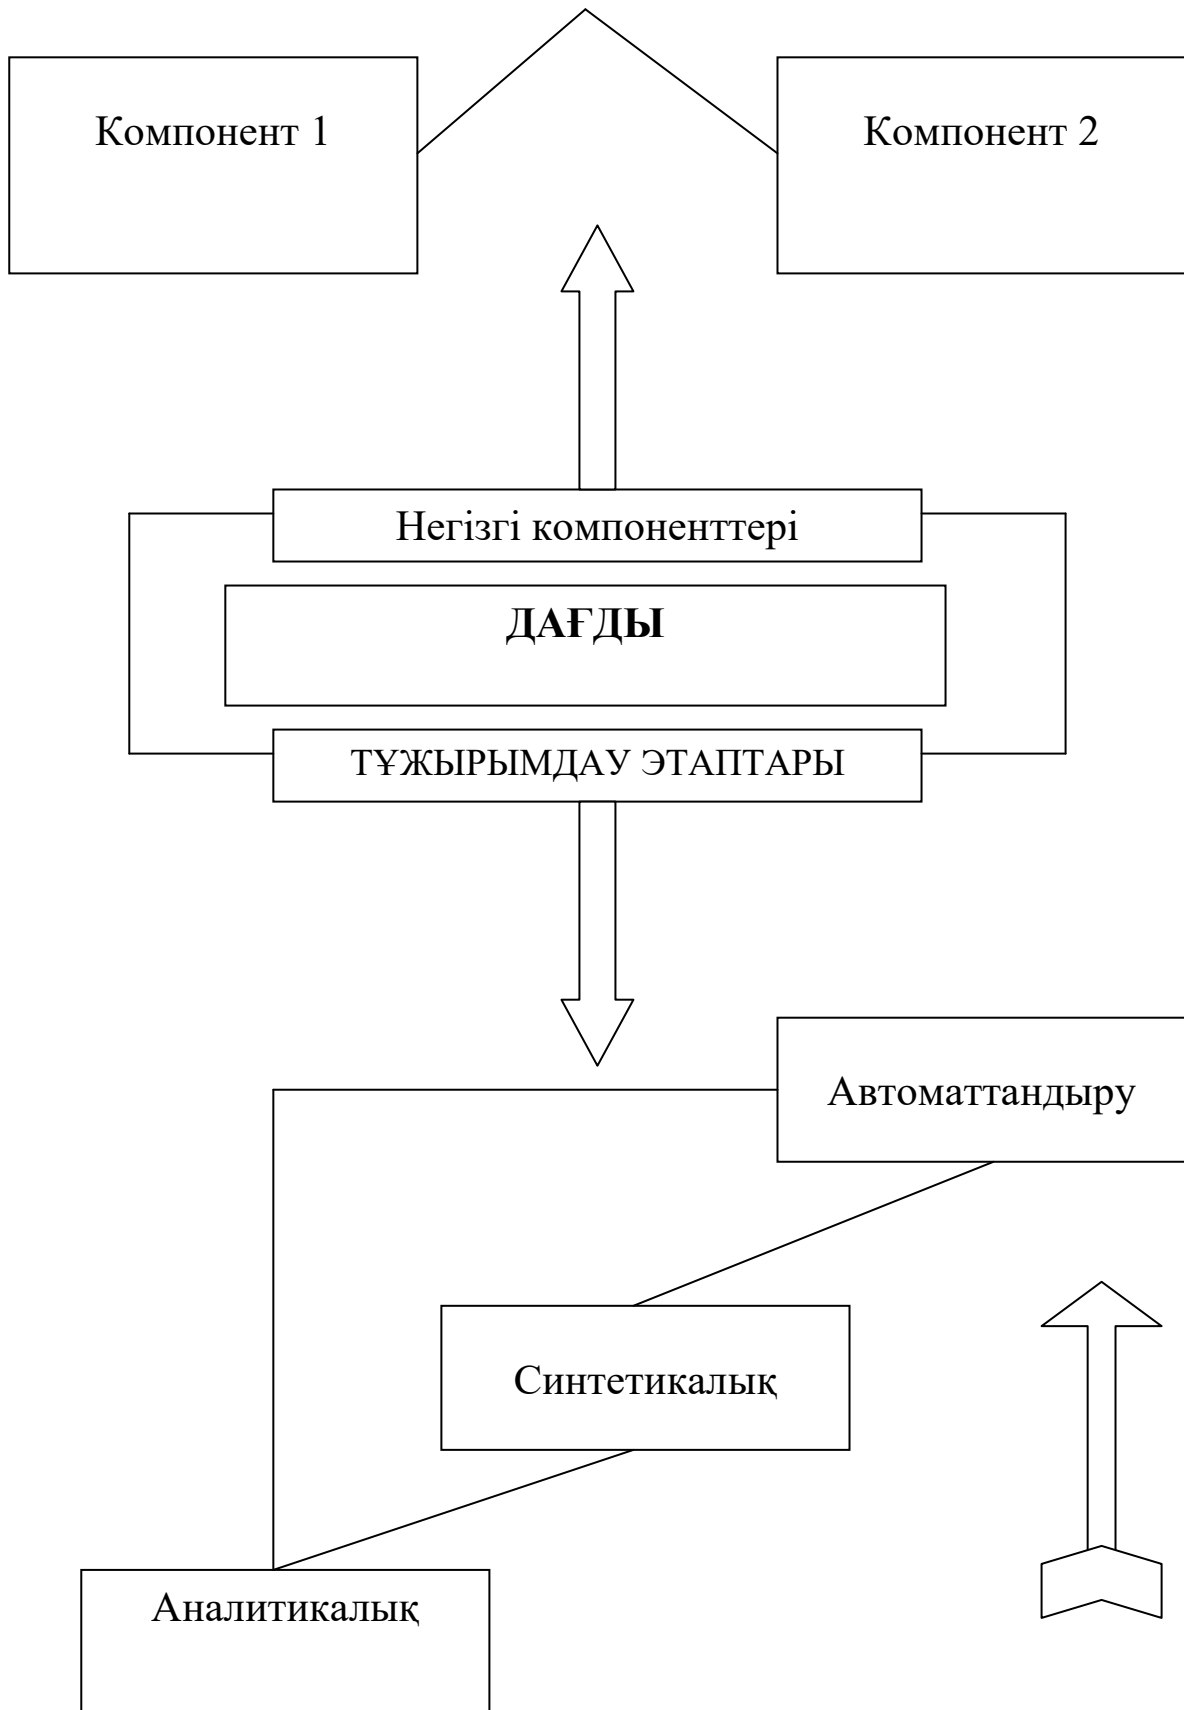 Компонент 1
Компонент 2
Негізгі компоненттері
ДАҒДЫ
ТҰЖЫРЫМДАУ ЭТАПТАРЫ
Автоматтандыру
Синтетикалық
Аналитикалық